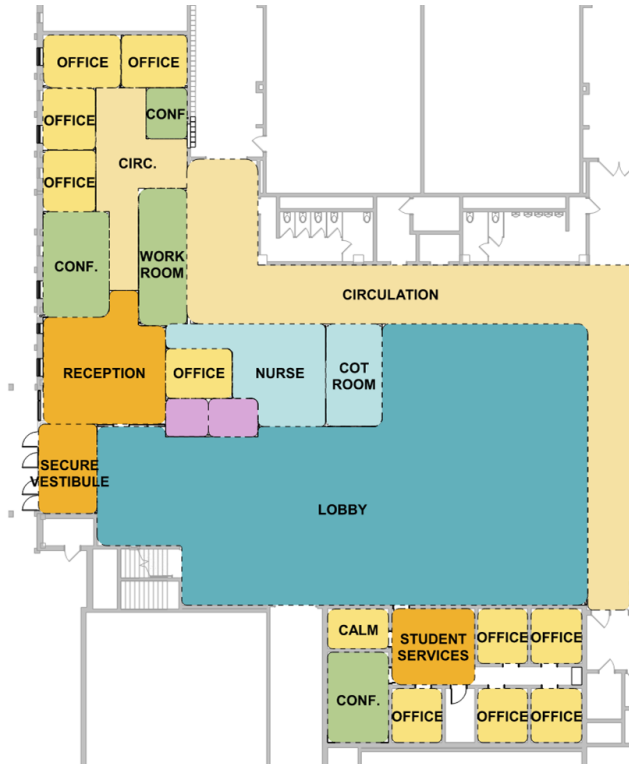 OFFICE
OFFICE
OFFICE
CONF.
CIRC.
OFFICE
CONF.
WORK
ROOM
CIRCULATION
RECEPTION
OFFICE
NURSE
COT
ROOM
SECURE
VESTIBULE
LOBBY
CALM
STUDENT
SERVICES
OFFICE
OFFICE
CONF.
OFFICE
OFFICE
OFFICE